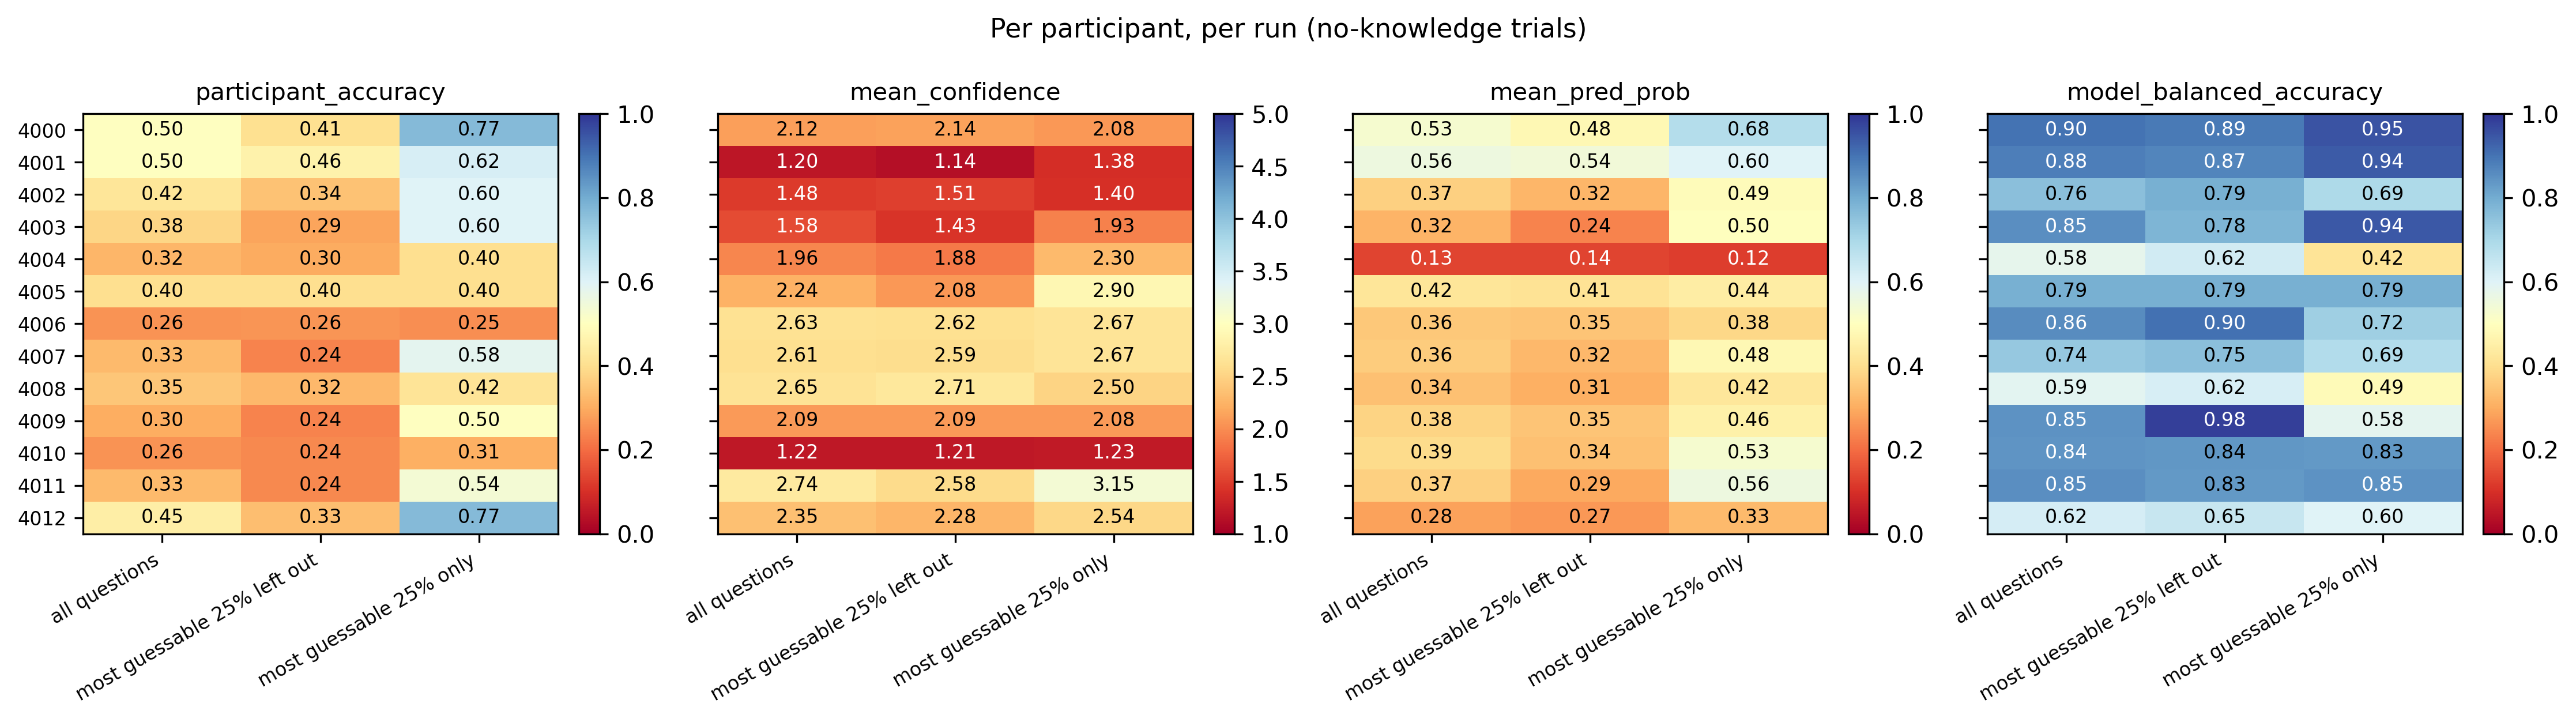 Per participant, per run (no-knowledge trials)
participant_accuracy
4000 0.50 0.41 0.77
4001 0.50 0.46 0.62
4002 0.42 0.34 0.60
4003 0.38 0.29 0.60
4004 0.32 0.30 0.40
4005 0.40 0.40 0.40
4006 0.26 0.26 0.25
4007 0.33 0.24 0.58
4008 0.35 0.32 0.42
4009 0.30 0.24 0.50
4010 0.26 0.24 0.31
4011 0.33 0.24 0.54
4012 0.45 0.33 0.77
all questions
most guessable 25% left out
most guessable 25% only
1.0
0.8
0.6
0.4
0.2
0.0
mean_confidence
2.12 2.14 2.08
1.20 1.14 1.38
1.48 1.51 1.40
1.58 1.43 1.93
1.96 1.88 2.30
2.24 2.08 2.90
2.63 2.62 2.67
2.61 2.59 2.67
2.65 2.71 2.50
2.09 2.09 2.08
1.22 1.21 1.23
2.74 2.58 3.15
2.35 2.28 2.54
all questions
most guessable 25% left out
most guessable 25% only
5.0
4.5
4.0
3.5
3.0
2.5
2.0
1.5
1.0
mean_pred_prob
0.53 0.48 0.68
0.56 0.54 0.60
0.37 0.32 0.49
0.32 0.24 0.50
0.13 0.14 0.12
0.42 0.41 0.44
0.36 0.35 0.38
0.36 0.32 0.48
0.34 0.31 0.42
0.38 0.35 0.46
0.39 0.34 0.53
0.37 0.29 0.56
0.28 0.27 0.33
all questions
most guessable 25% left out
most guessable 25% only
1.0
0.8
0.6
0.4
0.2
0.0
model_balanced_accuracy
0.90 0.89 0.95
0.88 0.87 0.94
0.76 0.79 0.69
0.85 0.78 0.94
0.58 0.62 0.42
0.79 0.79 0.79
0.86 0.90 0.72
0.74 0.75 0.69
0.59 0.62 0.49
0.85 0.98 0.58
0.84 0.84 0.83
0.85 0.83 0.85
0.62 0.65 0.60
all questions
most guessable 25% left out
most guessable 25% only
1.0
0.8
0.6
0.4
0.2
0.0